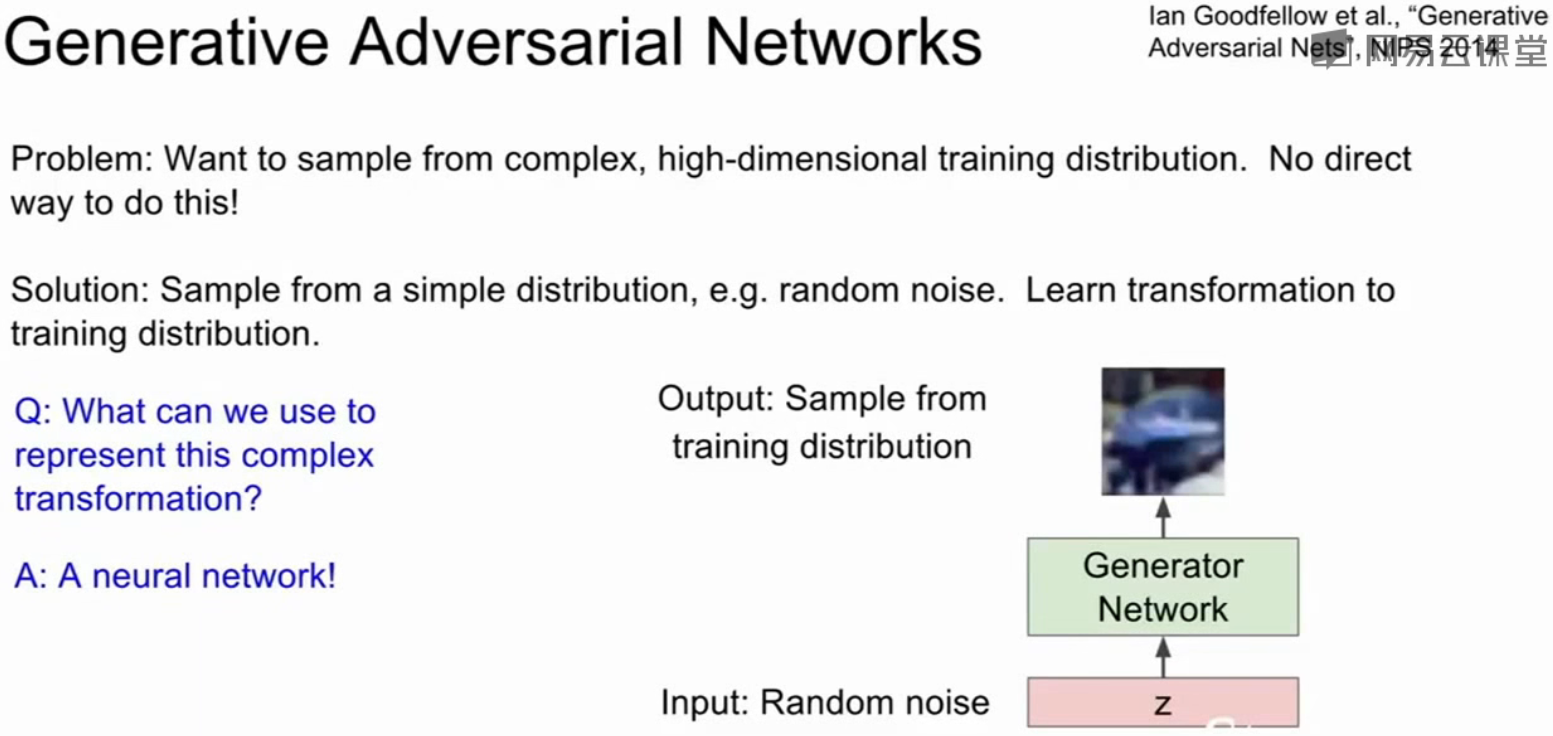 Generative Adversarial Networks
Ian Goodfellow et al., “Generative
Adversarial Nets”, NIPS 2014
网易云课堂
Problem: Want to sample from complex, high-dimensional training distribution. No direct
way to do this!
Solution: Sample from a simple distribution, e.g. random noise. Learn transformation to
training distribution.
Q: What can we use to
represent this complex
transformation?
A: A neural network!
Output: Sample from
training distribution
Generator
Network
Input: Random noise
z